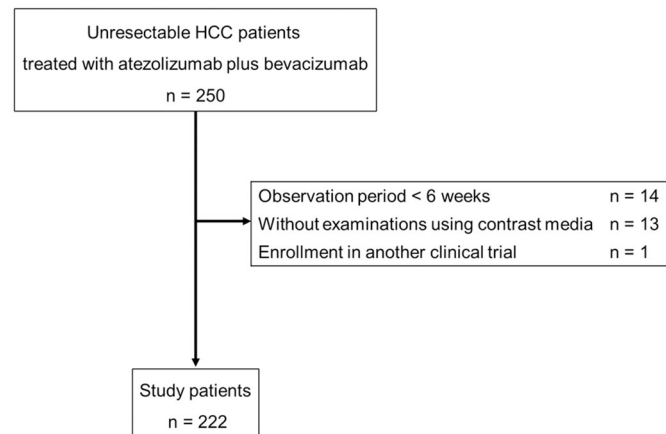 Unresectable HCC patients
treated with atezolizumab plus bevacizumab
n = 250
Observation period < 6 weeks n = 14
Without examinations using contrast media n = 13
Enrollment in another clinical trial n = 1
Study patients
n = 222